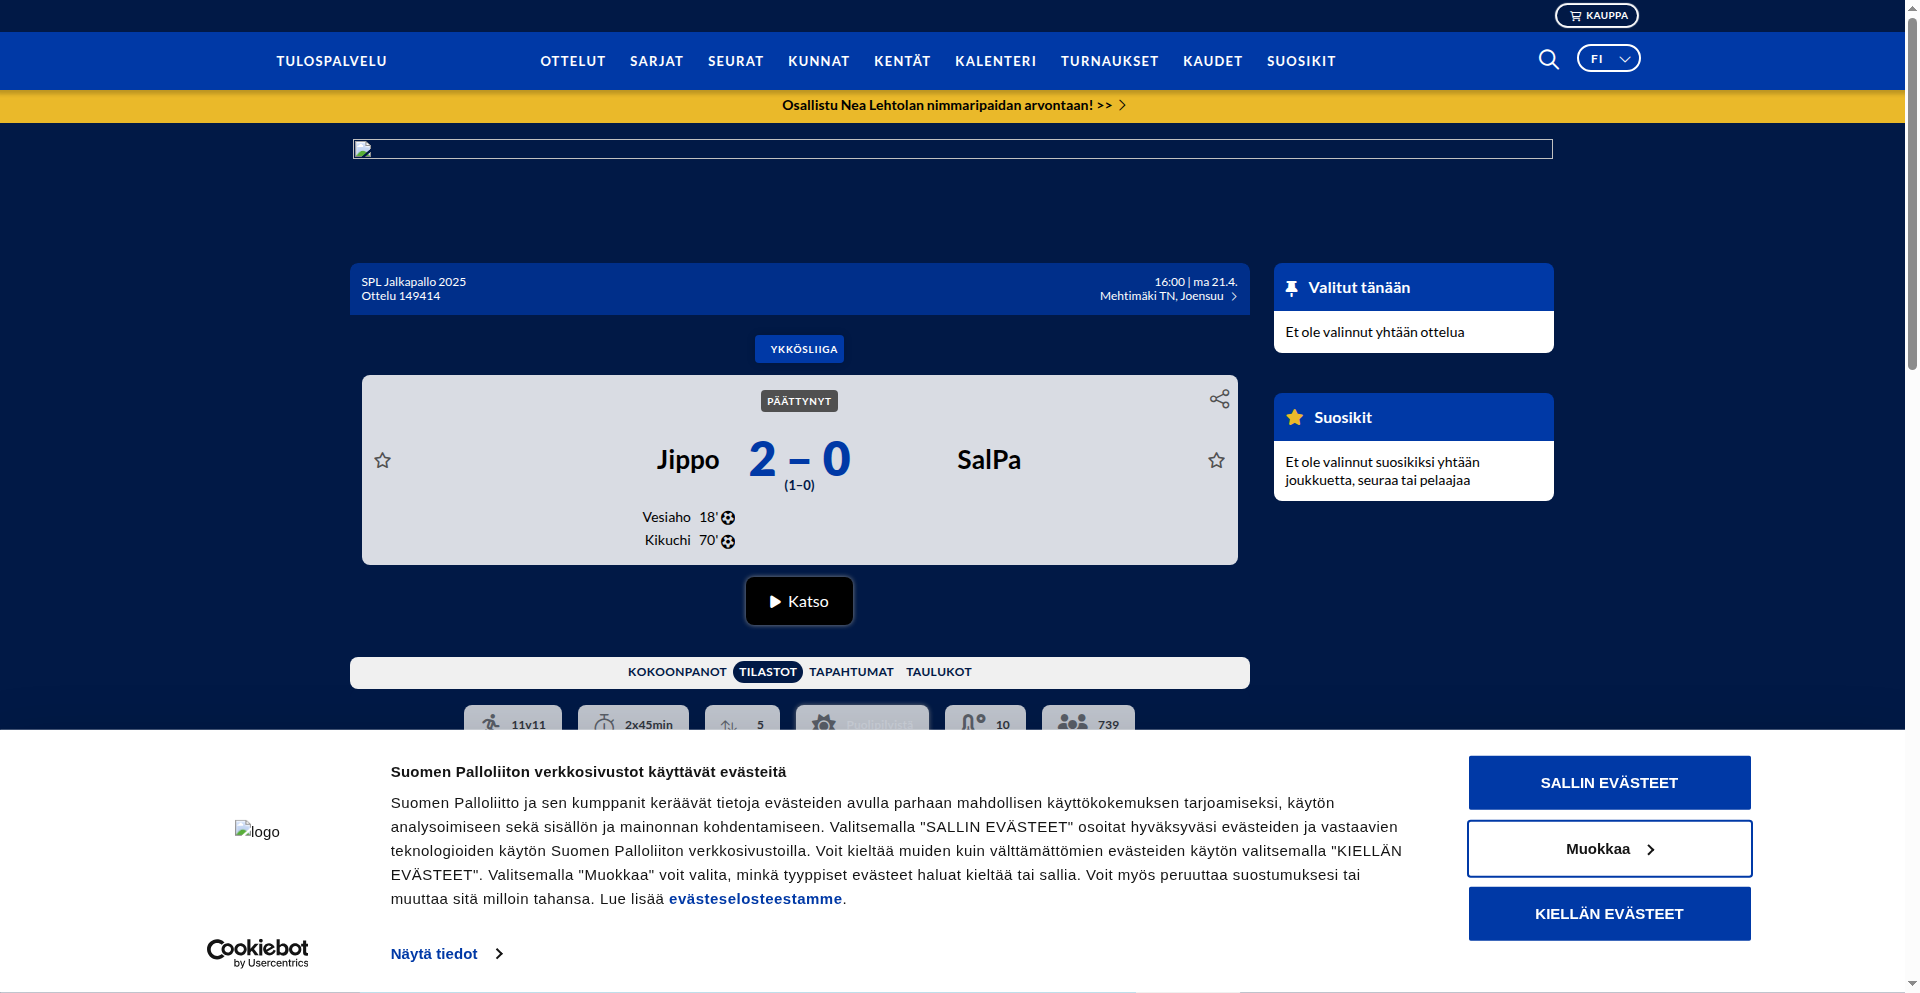 KAUPPA
TULOSPALVELU
OTTELUT SARJAT SEURAT KUNNAT KENTÄT KALENTERI TURNAUKSET KAUDET SUOSIKIT
FI
Osallistu Nea Lehtolan nimmaripaidan arvontaan! >>
SPL Jalkapallo 2025
Ottelu 149414
16:00 | ma 21.4.
Mehtimäki TN, Joensuu
YKKÖSLIIGA
PÄÄTTYNYT
Jippo 2 – 0 SalPa
(1–0)
Vesiaho 18'
Kikuchi 70'
Katso
Valitut tänään
Et ole valinnut yhtään ottelua
Suosikit
Et ole valinnut suosikiksi yhtään
joukkuetta, seuraa tai pelaajaa
KOKOONPANOT TILASTOT TAPAHTUMAT TAULUKOT
11v11 2x45min 5 Puolipilvistä 10 739
logo
Cookiebot
by Usercentrics
Suomen Palloliiton verkkosivustot käyttävät evästeitä
Suomen Palloliitto ja sen kumppanit keräävät tietoja evästeiden avulla parhaan mahdollisen käyttökokemuksen tarjoamiseksi, käytön
analysoimiseen sekä sisällön ja mainonnan kohdentamiseen. Valitsemalla "SALLIN EVÄSTEET" osoitat hyväksyväsi evästeiden ja vastaavien
teknologioiden käytön Suomen Palloliiton verkkosivustoilla. Voit kieltää muiden kuin välttämättömien evästeiden käytön valitsemalla "KIELLÄN
EVÄSTEET". Valitsemalla "Muokkaa" voit valita, minkä tyyppiset evästeet haluat kieltää tai sallia. Voit myös peruuttaa suostumuksesi tai
muuttaa sitä milloin tahansa. Lue lisää evästeselosteestamme.
Näytä tiedot
SALLIN EVÄSTEET
Muokkaa
KIELLÄN EVÄSTEET